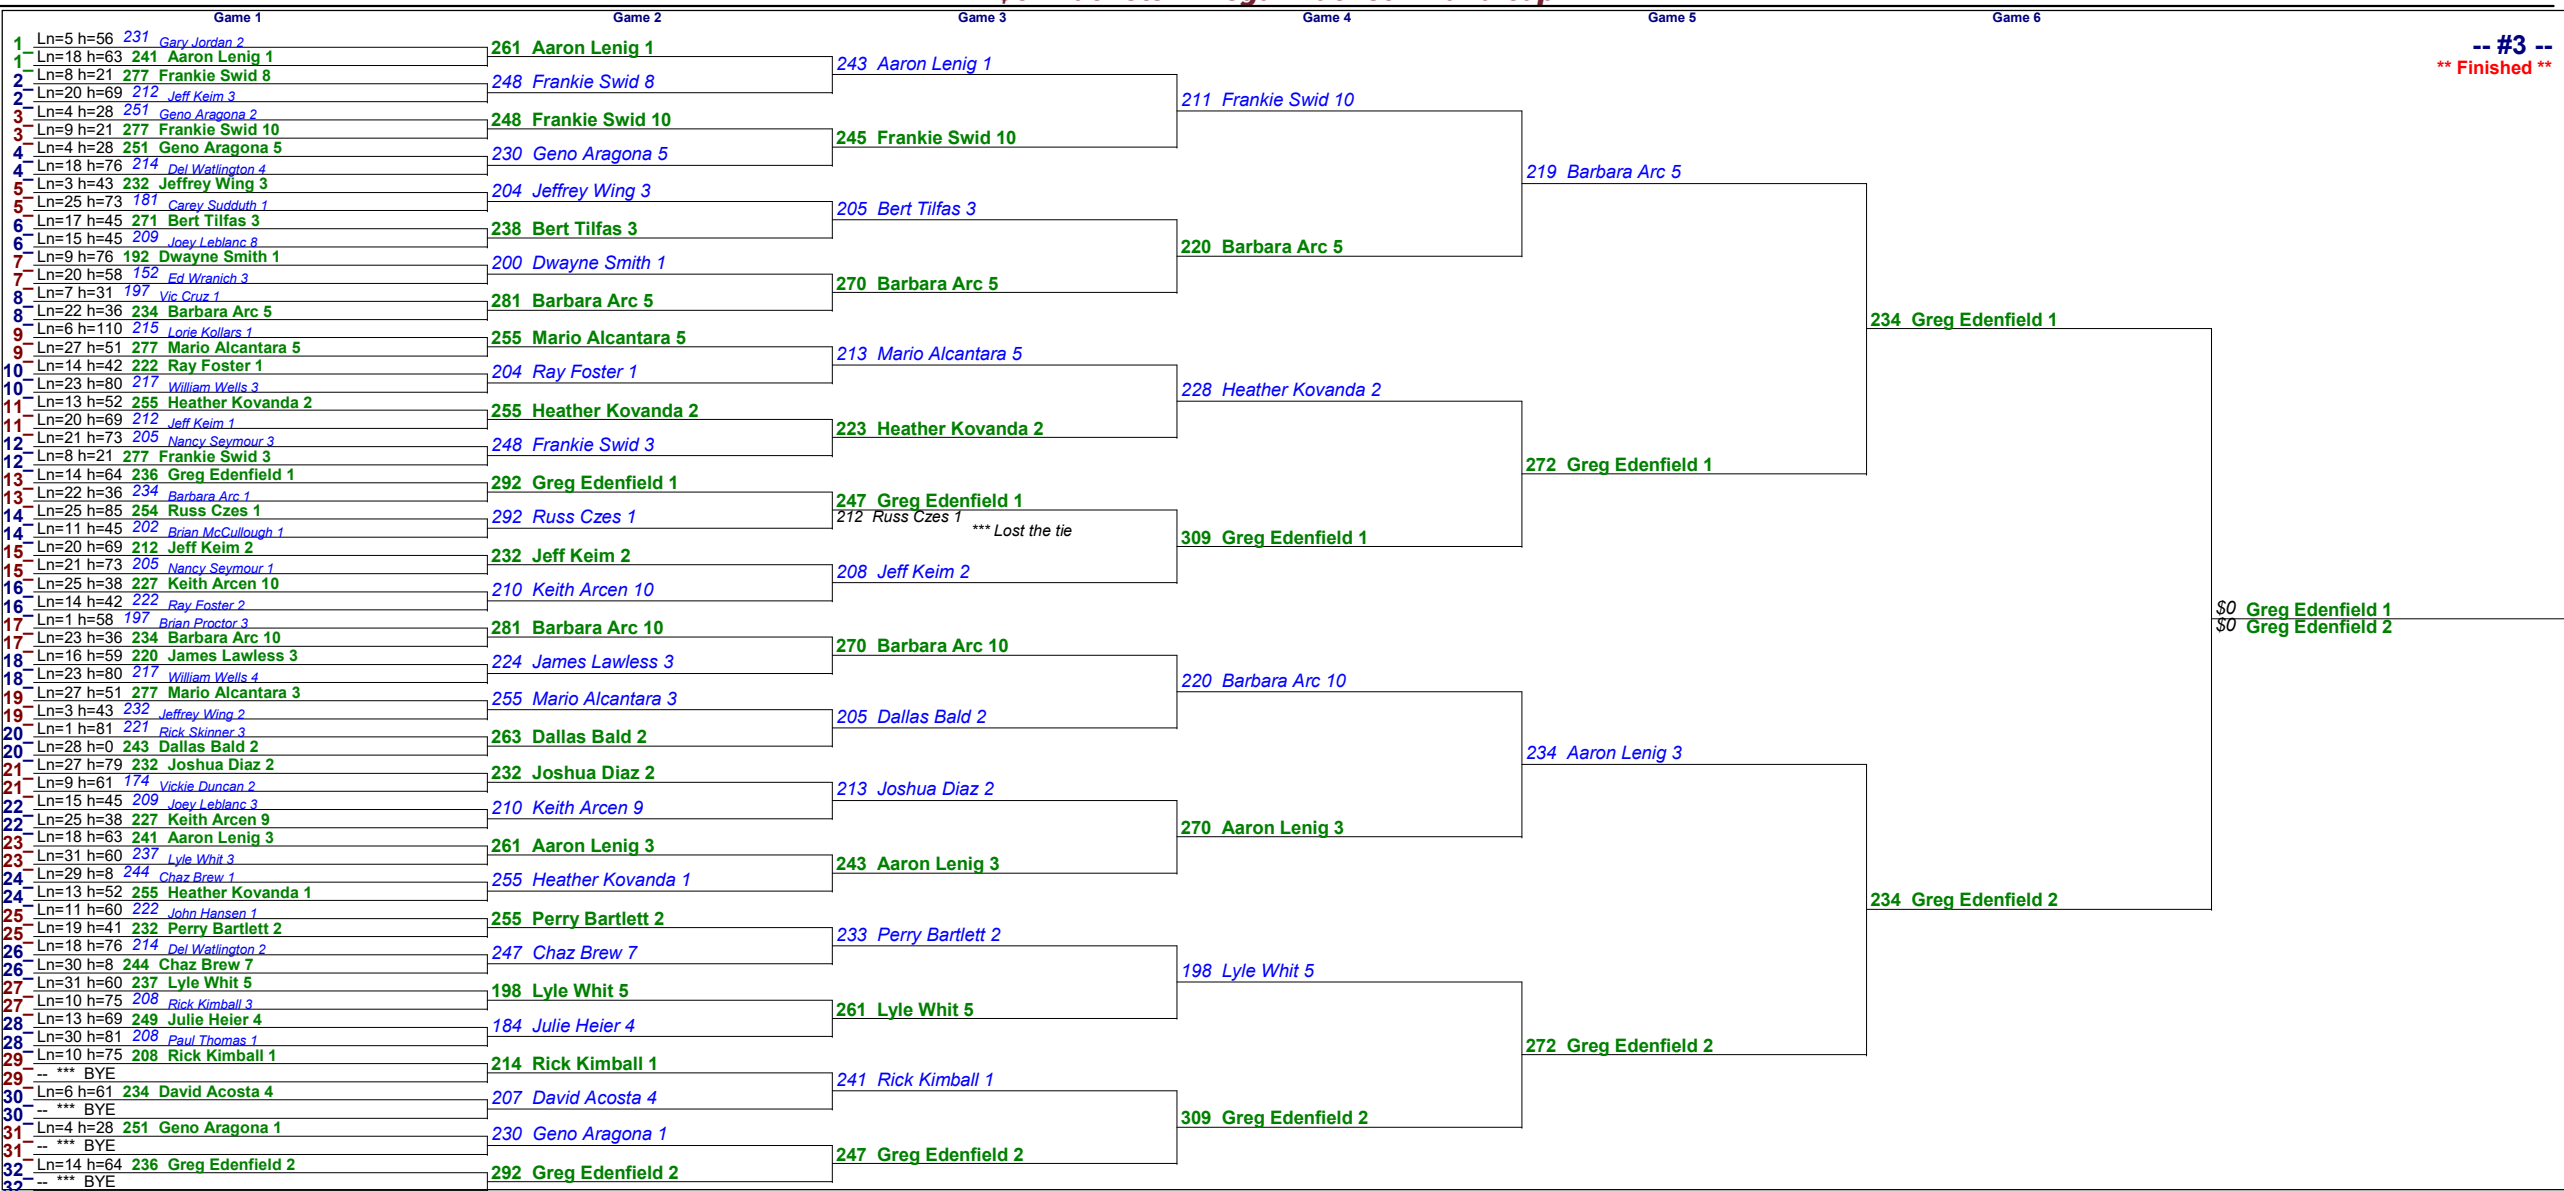 Game 1 Game 2 Game 3 Game 4 Game 5 Game 6
-- #3 --
** Finished **
1 Ln=5 h=56 231 Gary Jordan 2
1 Ln=18 h=63 241 Aaron Lenig 1
2 Ln=8 h=21 277 Frankie Swid 8
2 Ln=20 h=69 212 Jeff Keim 3
3 Ln=4 h=28 251 Geno Aragona 2
3 Ln=9 h=21 277 Frankie Swid 10
4 Ln=4 h=28 251 Geno Aragona 5
4 Ln=18 h=76 214 Del Watlington 4
5 Ln=3 h=43 232 Jeffrey Wing 3
5 Ln=25 h=73 181 Carey Sudduth 1
6 Ln=17 h=45 271 Bert Tilfas 3
6 Ln=15 h=45 209 Joey Leblanc 8
7 Ln=9 h=76 192 Dwayne Smith 1
7 Ln=20 h=58 152 Ed Wranich 3
8 Ln=7 h=31 197 Vic Cruz 1
8 Ln=22 h=36 234 Barbara Arc 5
9 Ln=6 h=110 215 Lorie Kollars 1
9 Ln=27 h=51 277 Mario Alcantara 5
10 Ln=14 h=42 222 Ray Foster 1
10 Ln=23 h=80 217 William Wells 3
11 Ln=13 h=52 255 Heather Kovanda 2
11 Ln=20 h=69 212 Jeff Keim 1
12 Ln=21 h=73 205 Nancy Seymour 3
12 Ln=8 h=21 277 Frankie Swid 3
13 Ln=14 h=64 236 Greg Edenfield 1
13 Ln=22 h=36 234 Barbara Arc 1
14 Ln=25 h=85 254 Russ Czes 1
14 Ln=11 h=45 202 Brian McCullough 1
15 Ln=20 h=69 212 Jeff Keim 2
15 Ln=21 h=73 205 Nancy Seymour 1
16 Ln=25 h=38 227 Keith Arcen 10
16 Ln=14 h=42 222 Ray Foster 2
17 Ln=1 h=58 197 Brian Proctor 3
17 Ln=23 h=36 234 Barbara Arc 10
18 Ln=16 h=59 220 James Lawless 3
18 Ln=23 h=80 217 William Wells 4
19 Ln=27 h=51 277 Mario Alcantara 3
19 Ln=3 h=43 232 Jeffrey Wing 2
20 Ln=1 h=81 221 Rick Skinner 3
20 Ln=28 h=0 243 Dallas Bald 2
21 Ln=27 h=79 232 Joshua Diaz 2
21 Ln=9 h=61 174 Vickie Duncan 2
22 Ln=15 h=45 209 Joey Leblanc 3
22 Ln=25 h=38 227 Keith Arcen 9
23 Ln=18 h=63 241 Aaron Lenig 3
23 Ln=31 h=60 237 Lyle Whit 3
24 Ln=29 h=8 244 Chaz Brew 1
24 Ln=13 h=52 255 Heather Kovanda 1
25 Ln=11 h=60 222 John Hansen 1
25 Ln=19 h=41 232 Perry Bartlett 2
26 Ln=18 h=76 214 Del Watlington 2
26 Ln=30 h=8 244 Chaz Brew 7
27 Ln=31 h=60 237 Lyle Whit 5
27 Ln=10 h=75 208 Rick Kimball 3
28 Ln=13 h=69 249 Julie Heier 4
28 Ln=30 h=81 208 Paul Thomas 1
29 Ln=10 h=75 208 Rick Kimball 1
29 -- *** BYE
30 Ln=6 h=61 234 David Acosta 4
30 -- *** BYE
31 Ln=4 h=28 251 Geno Aragona 1
31 -- *** BYE
32 Ln=14 h=64 236 Greg Edenfield 2
32 -- *** BYE
261 Aaron Lenig 1
248 Frankie Swid 8
248 Frankie Swid 10
230 Geno Aragona 5
204 Jeffrey Wing 3
238 Bert Tilfas 3
200 Dwayne Smith 1
281 Barbara Arc 5
255 Mario Alcantara 5
204 Ray Foster 1
255 Heather Kovanda 2
248 Frankie Swid 3
292 Greg Edenfield 1
292 Russ Czes 1
232 Jeff Keim 2
210 Keith Arcen 10
281 Barbara Arc 10
224 James Lawless 3
255 Mario Alcantara 3
263 Dallas Bald 2
232 Joshua Diaz 2
210 Keith Arcen 9
261 Aaron Lenig 3
255 Heather Kovanda 1
255 Perry Bartlett 2
247 Chaz Brew 7
198 Lyle Whit 5
184 Julie Heier 4
214 Rick Kimball 1
207 David Acosta 4
230 Geno Aragona 1
292 Greg Edenfield 2
243 Aaron Lenig 1
245 Frankie Swid 10
205 Bert Tilfas 3
270 Barbara Arc 5
213 Mario Alcantara 5
223 Heather Kovanda 2
247 Greg Edenfield 1
212 Russ Czes 1
*** Lost the tie
208 Jeff Keim 2
270 Barbara Arc 10
205 Dallas Bald 2
213 Joshua Diaz 2
243 Aaron Lenig 3
233 Perry Bartlett 2
261 Lyle Whit 5
241 Rick Kimball 1
247 Greg Edenfield 2
211 Frankie Swid 10
220 Barbara Arc 5
228 Heather Kovanda 2
309 Greg Edenfield 1
220 Barbara Arc 10
270 Aaron Lenig 3
198 Lyle Whit 5
309 Greg Edenfield 2
219 Barbara Arc 5
272 Greg Edenfield 1
234 Aaron Lenig 3
272 Greg Edenfield 2
234 Greg Edenfield 1
234 Greg Edenfield 2
$0 Greg Edenfield 1
$0 Greg Edenfield 2